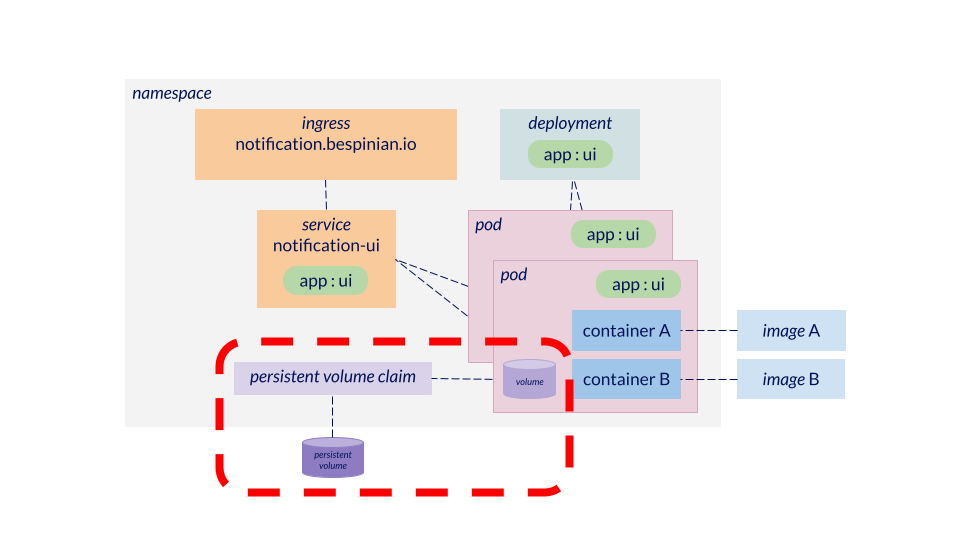 namespace
ingress
notification.bespinian.io
deployment
app : ui
service
notification-ui
app : ui
pod
app : ui
pod
app : ui
container A
image A
persistent volume claim
volume
container B
image B
persistent
volume